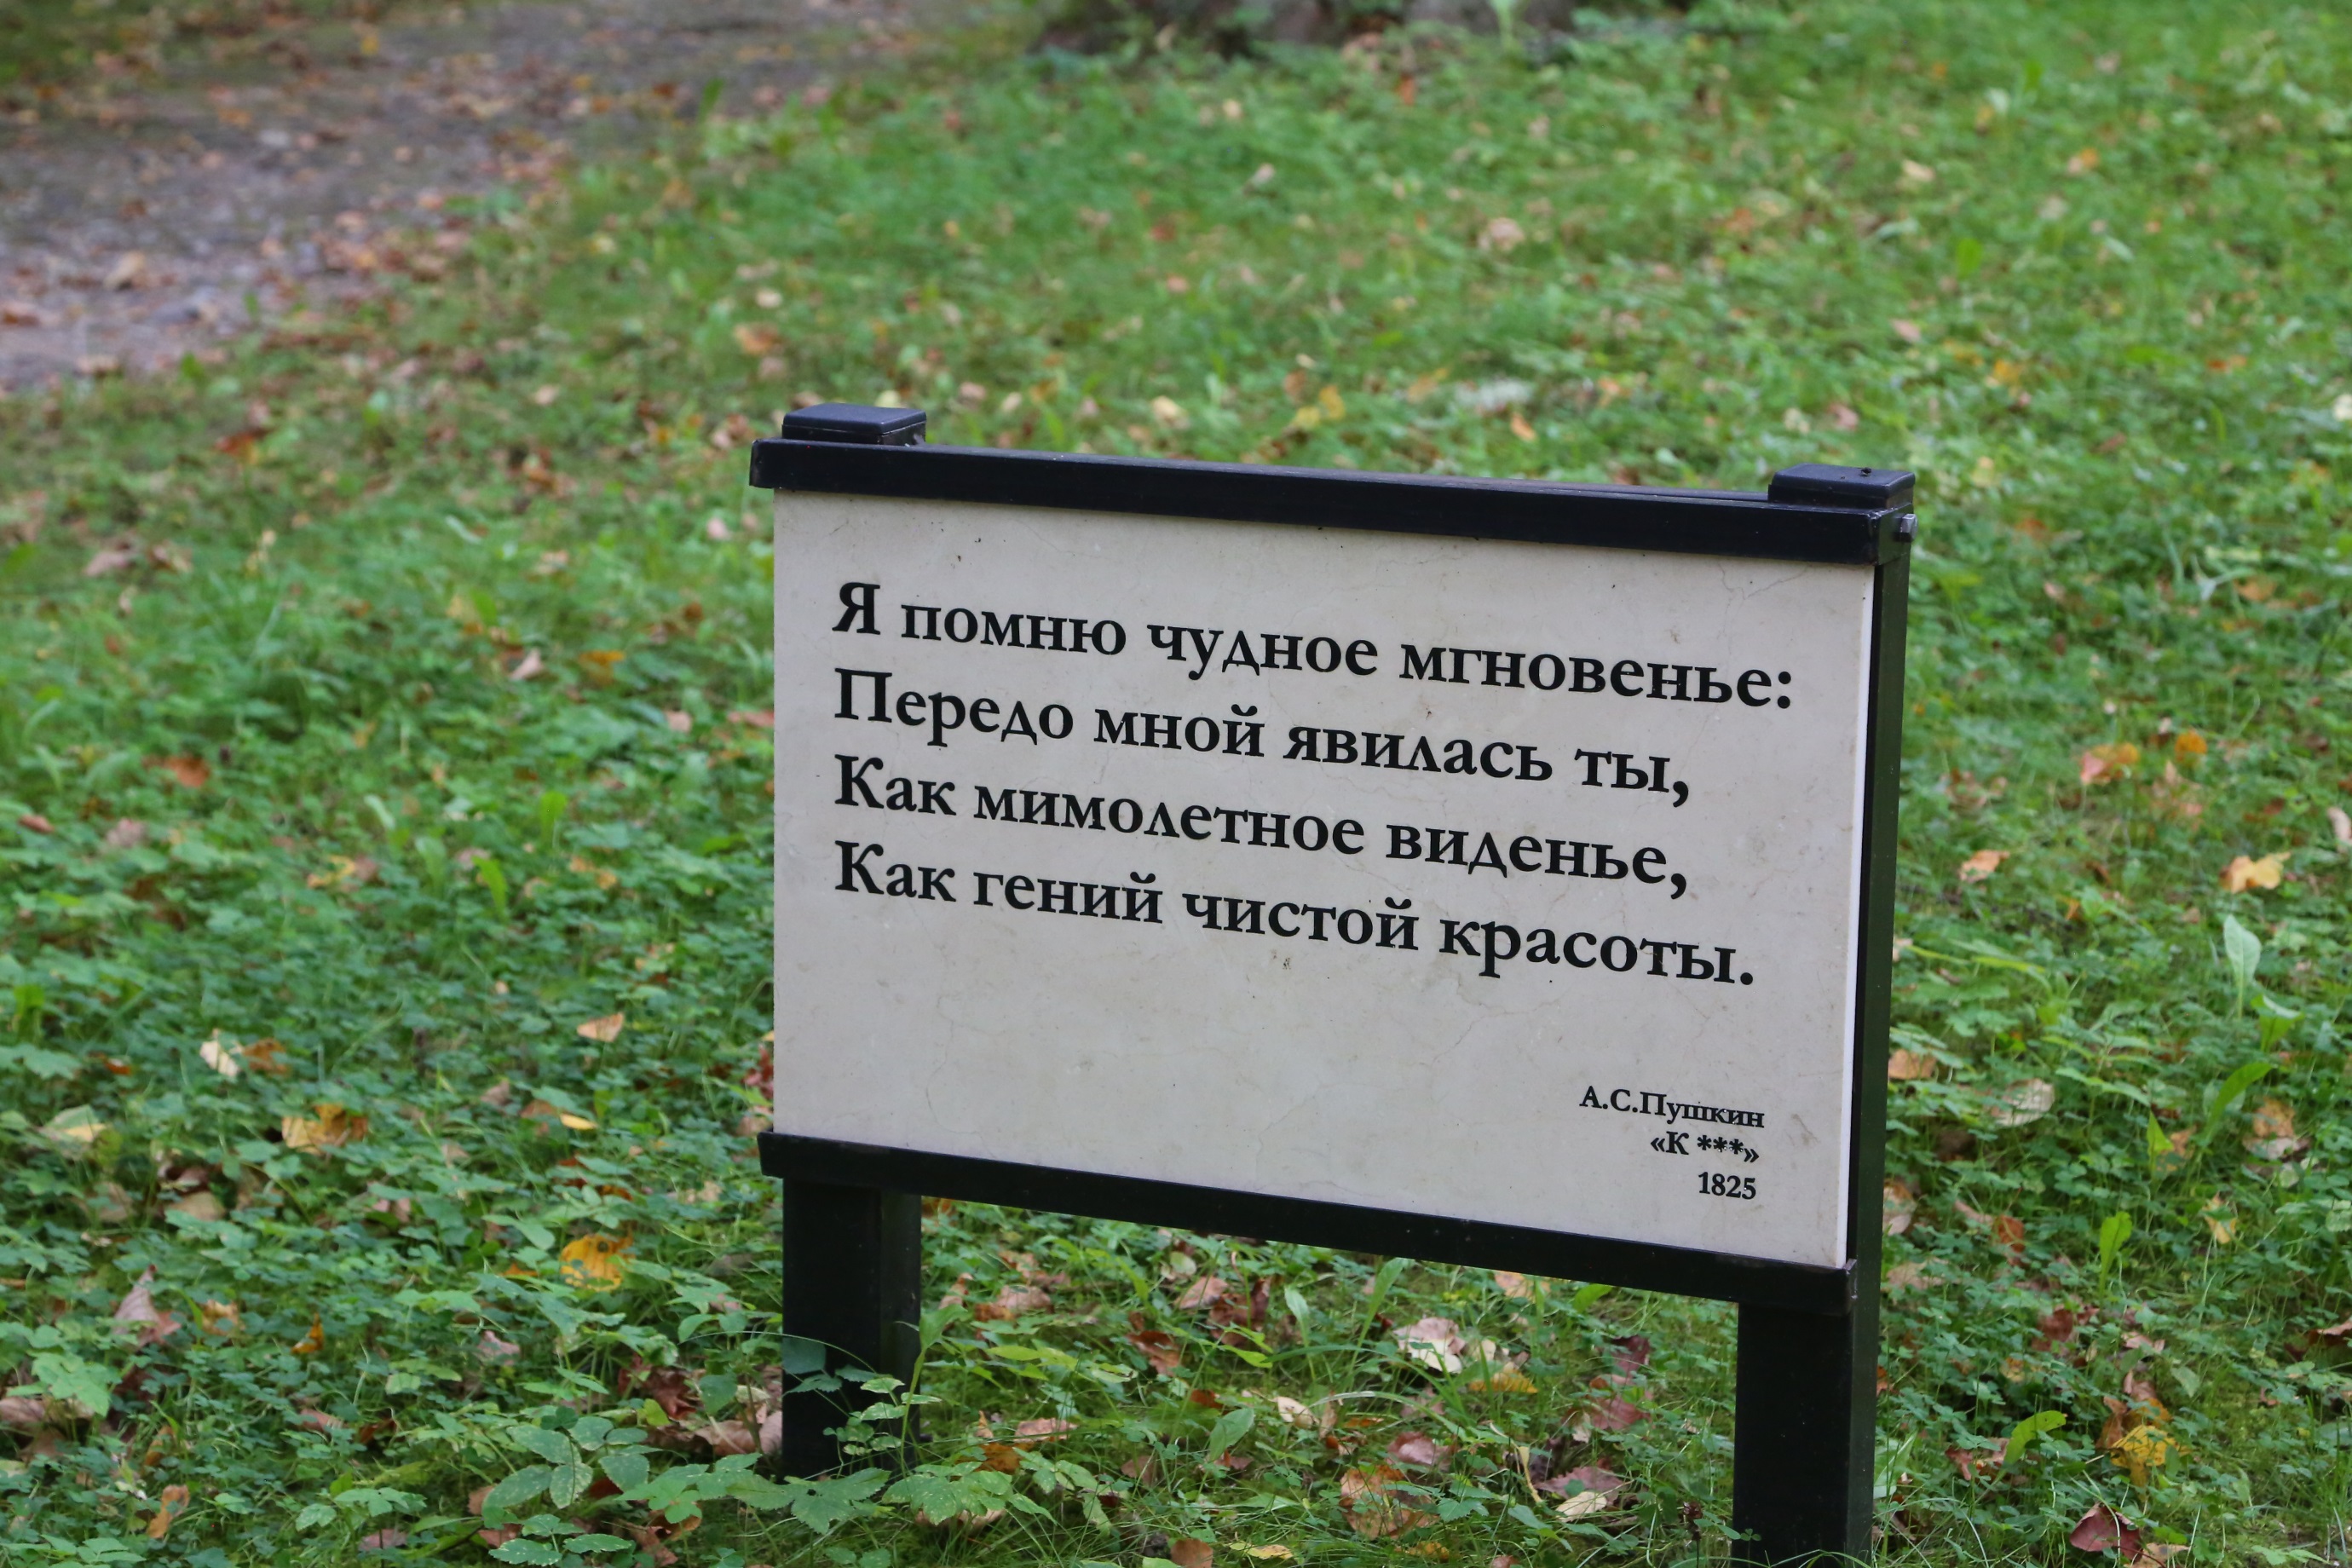 Я помню чудное мгновенье:
Передо мной явилась ты,
Как мимолетное виденье,
Как гений чистой красоты.
А.С.Пушкин
«К ***»
1825